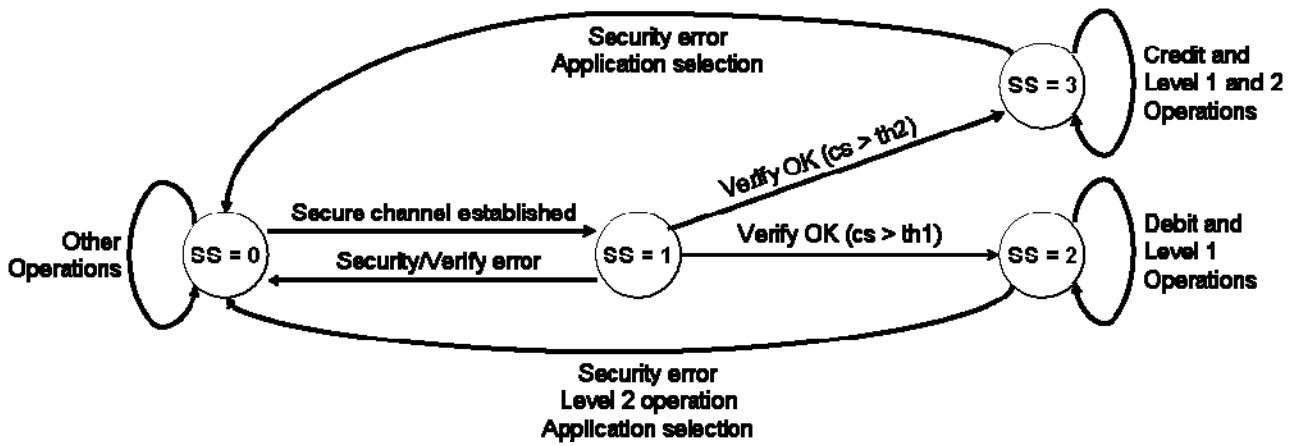 Security error
Application selection
SS = 3
Credit and
Level 1 and 2
Operations
Verify OK (cs > th2)
Other
Operations
SS = 0
Secure channel established
Security/Verify error
SS = 1
Verify OK (cs > th1)
SS = 2
Debit and
Level 1
Operations
Security error
Level 2 operation
Application selection